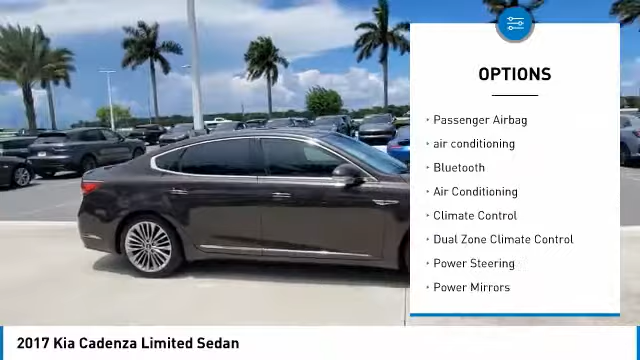 OPTIONS
Passenger Airbag
air conditioning
Bluetooth
Air Conditioning
Climate Control
Dual Zone Climate Control
Power Steering
Power Mirrors
2017 Kia Cadenza Limited Sedan